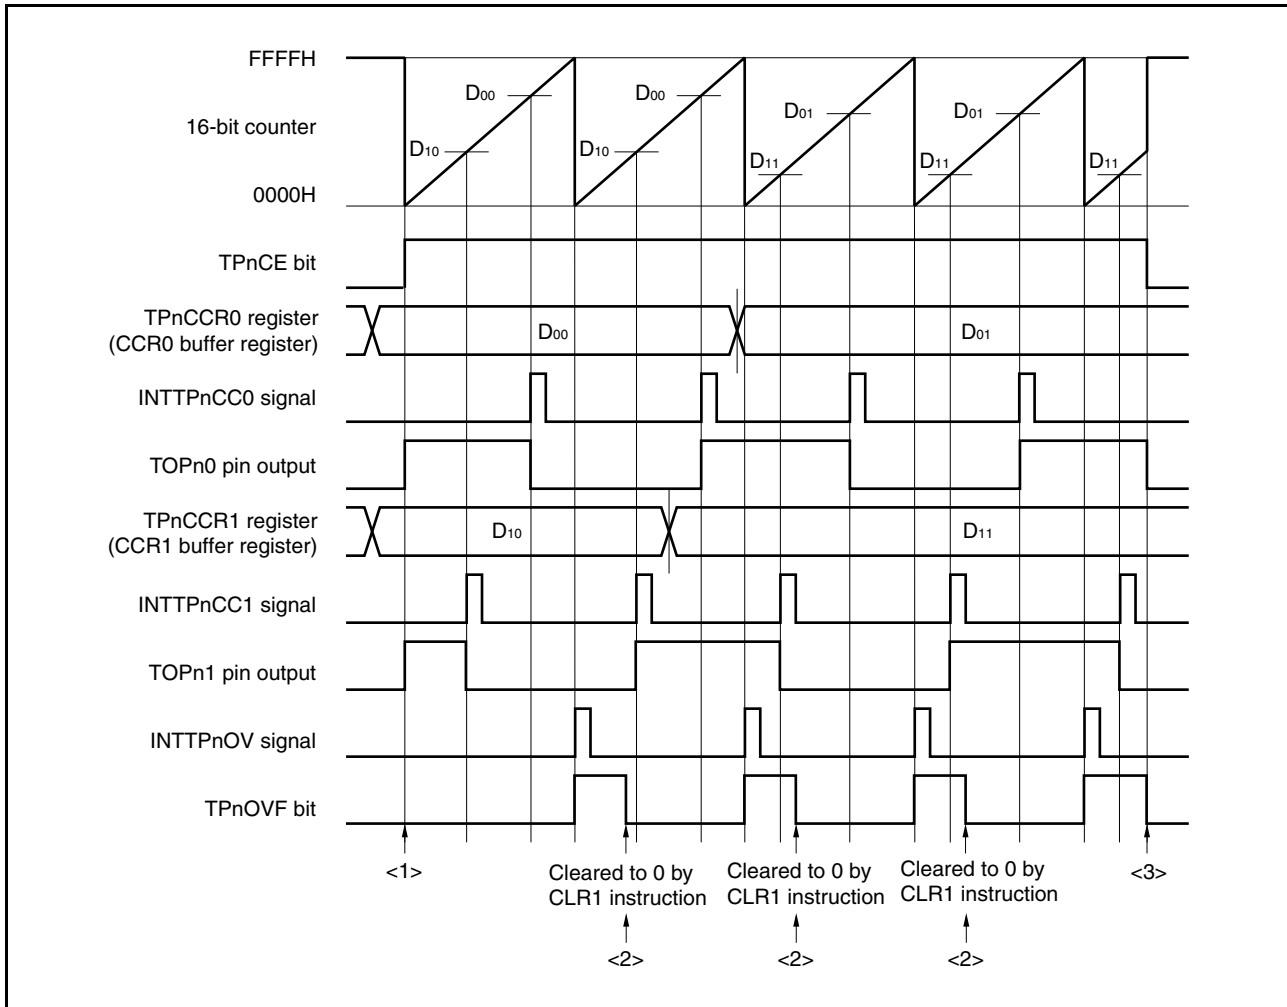 FFFFH
D00
D00
D01
D01
16-bit counter
D10
D10
D11
D11
D11
0000H
TPnCE bit
TPnCCR0 register
(CCR0 buffer register)
D00
D01
INTTPnCC0 signal
TOPn0 pin output
TPnCCR1 register
(CCR1 buffer register)
D10
D11
INTTPnCC1 signal
TOPn1 pin output
INTTPnOV signal
TPnOVF bit
<1>
Cleared to 0 by
CLR1 instruction
Cleared to 0 by
CLR1 instruction
Cleared to 0 by
CLR1 instruction
<3>
<2>
<2>
<2>